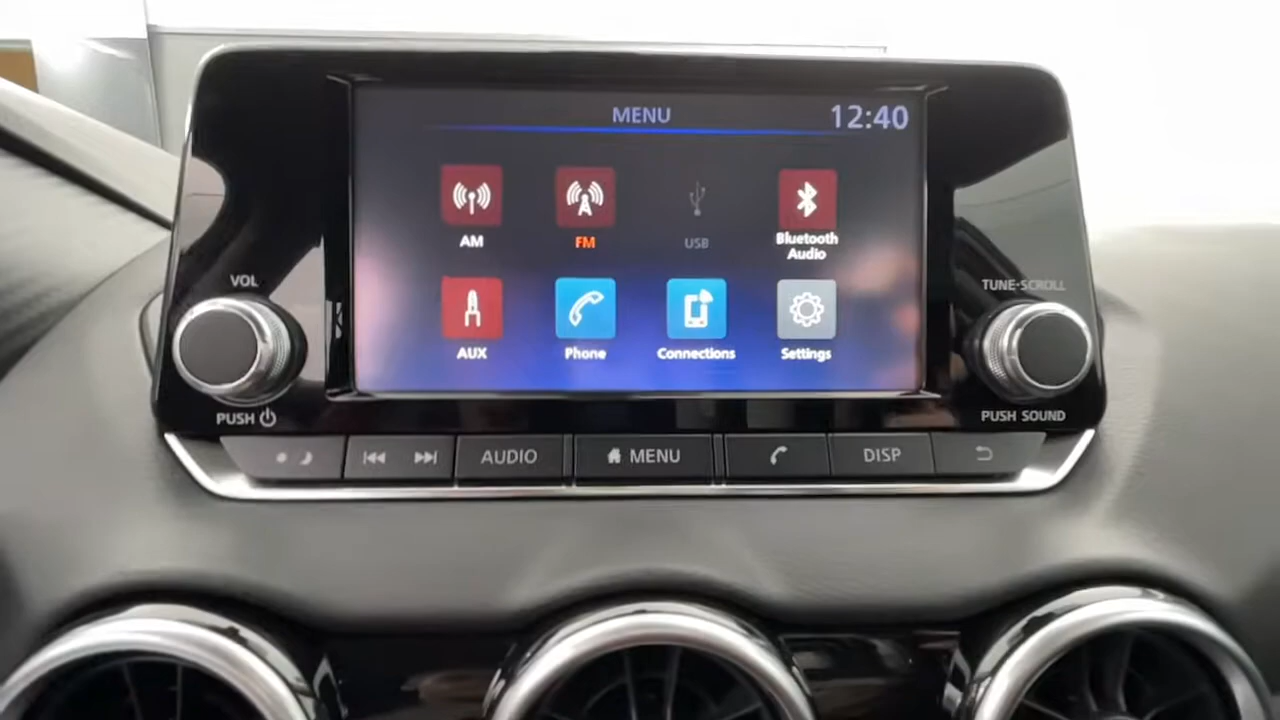 MENU
12:40
AM
FM
USB
Bluetooth
Audio
AUX
Phone
Connections
Settings
VOL
PUSH
TUNE·SCROLL
PUSH SOUND
AUDIO
MENU
DISP